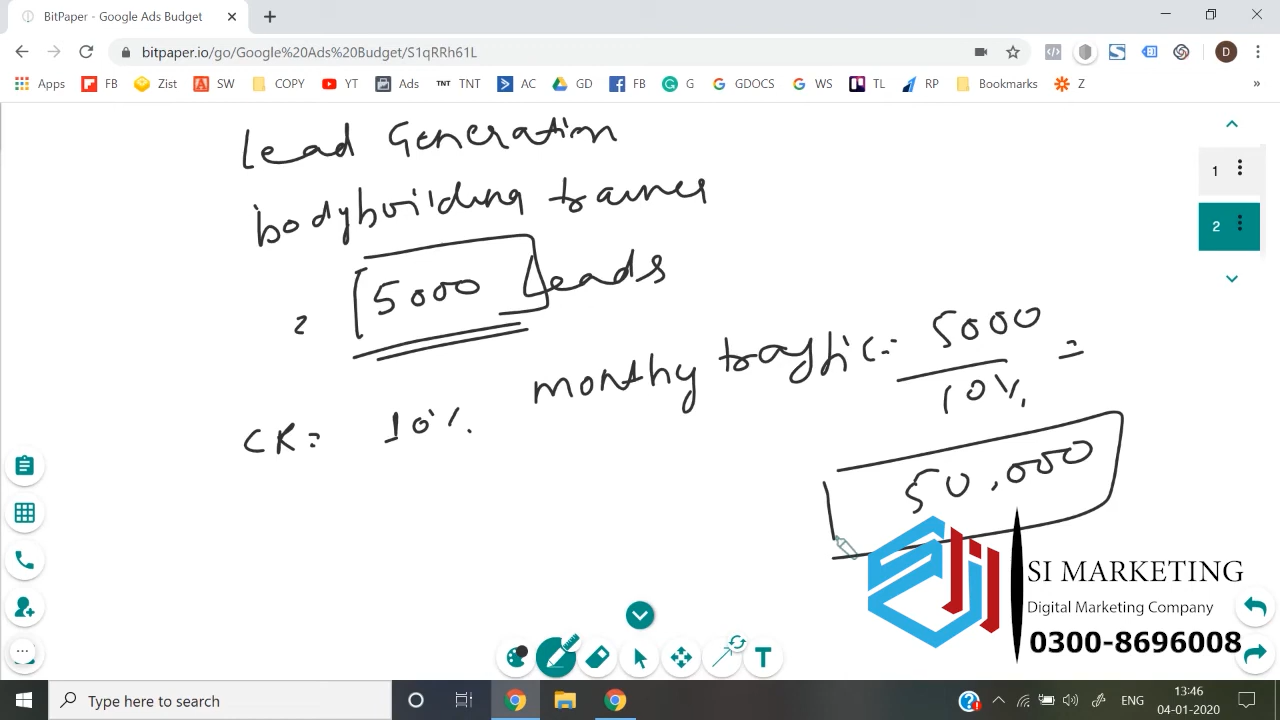 BitPaper - Google Ads Budget
bitpaper.io/go/Google%20Ads%20Budget/S1qRRh61L
D
Apps FB Zist SW COPY YT Ads TNT TNT AC GD FB G GDOCS WS TL RP Bookmarks Z »
Lead Generation
bodybuilding trainer
5000 Leads
monthly traffic = 5000 / 10% =
CR = 10%
50,000
1
2
SI MARKETING
Digital Marketing Company
0300-8696008
T
Type here to search
ENG
13:46
04-01-2020